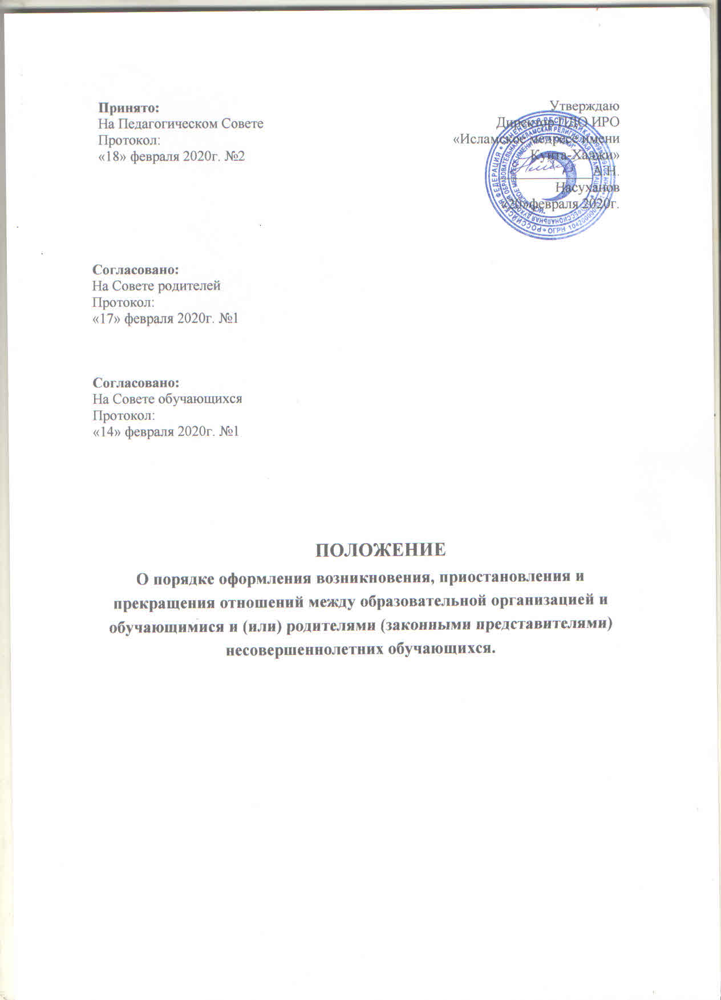 Принято:
На Педагогическом Совете
Протокол:
«18» февраля 2020г. №2
Утверждаю
Директор ПДО ИРО
«Исламское медресе имени
Кунта-Хаджи»
А.Н.
Насуханов
«20»февраля 2020г.
Согласовано:
На Совете родителей
Протокол:
«17» февраля 2020г. №1
Согласовано:
На Совете обучающихся
Протокол:
«14» февраля 2020г. №1
ПОЛОЖЕНИЕ
О порядке оформления возникновения, приостановления и
прекращения отношений между образовательной организацией и
обучающимися и (или) родителями (законными представителями)
несовершеннолетних обучающихся.